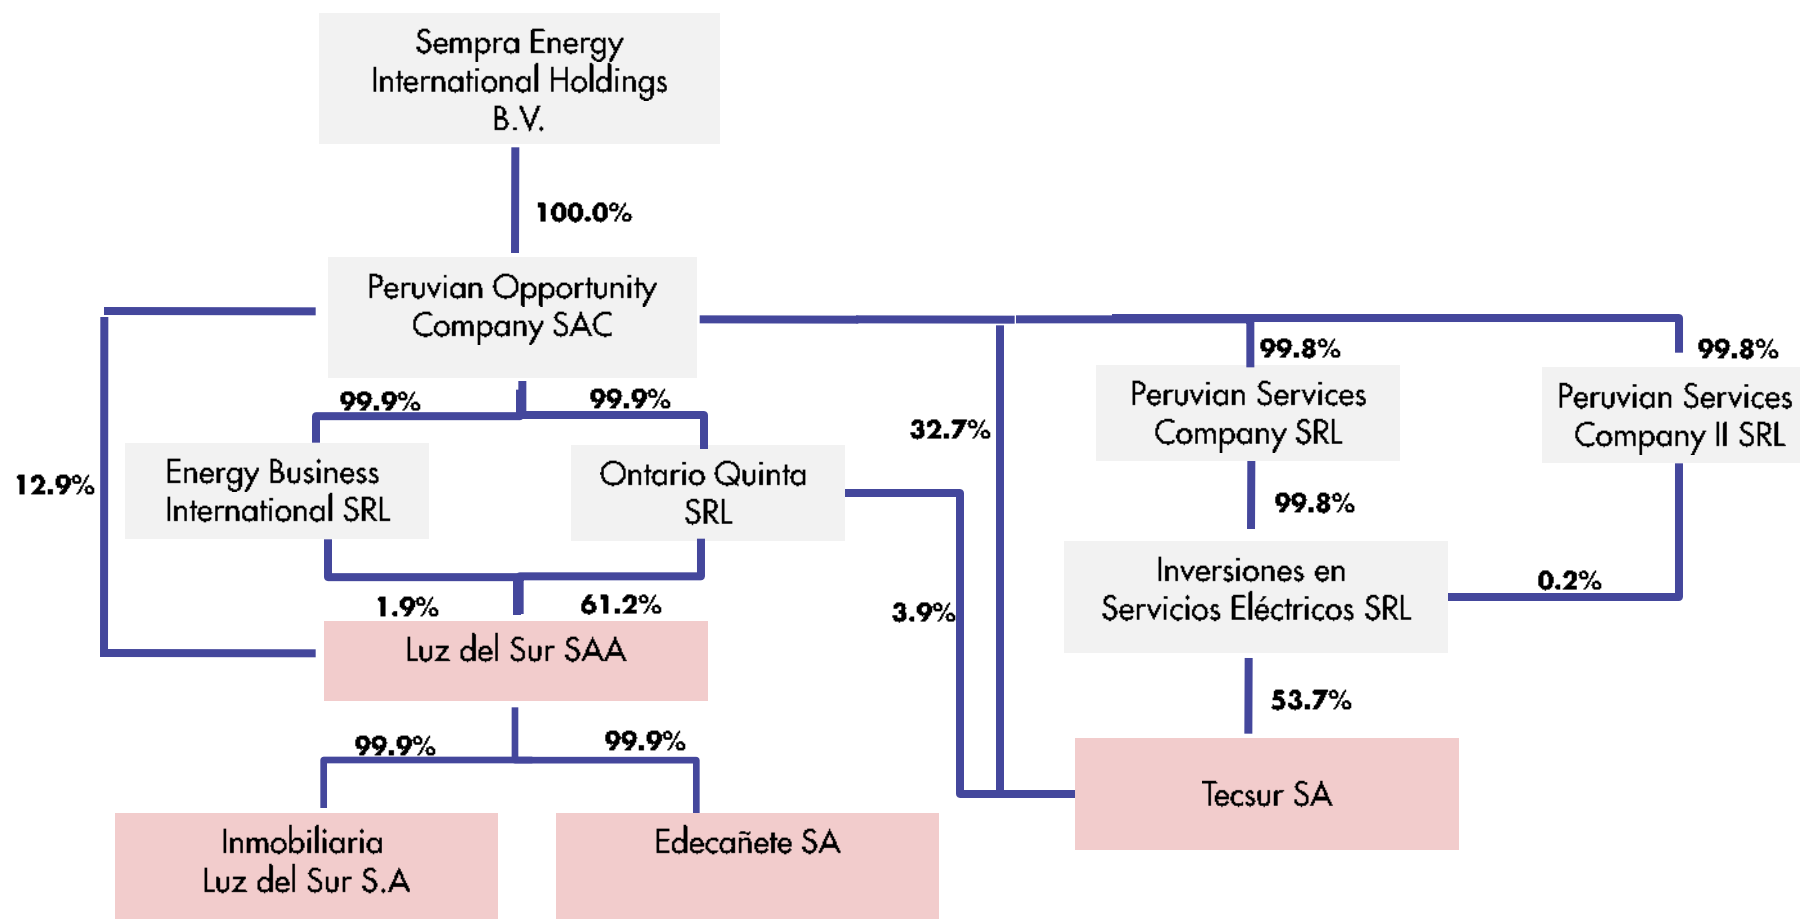 Sempra Energy
International Holdings
B.V.
100.0%
Peruvian Opportunity
Company SAC
99.9%
99.9%
99.8%
99.8%
Peruvian Services
Company SRL
Peruvian Services
Company II SRL
32.7%
12.9%
Energy Business
International SRL
Ontario Quinta
SRL
99.8%
Inversiones en
Servicios Eléctricos SRL
0.2%
1.9%
61.2%
3.9%
Luz del Sur SAA
53.7%
99.9%
99.9%
Tecsur SA
Inmobiliaria
Luz del Sur S.A
Edecañete SA